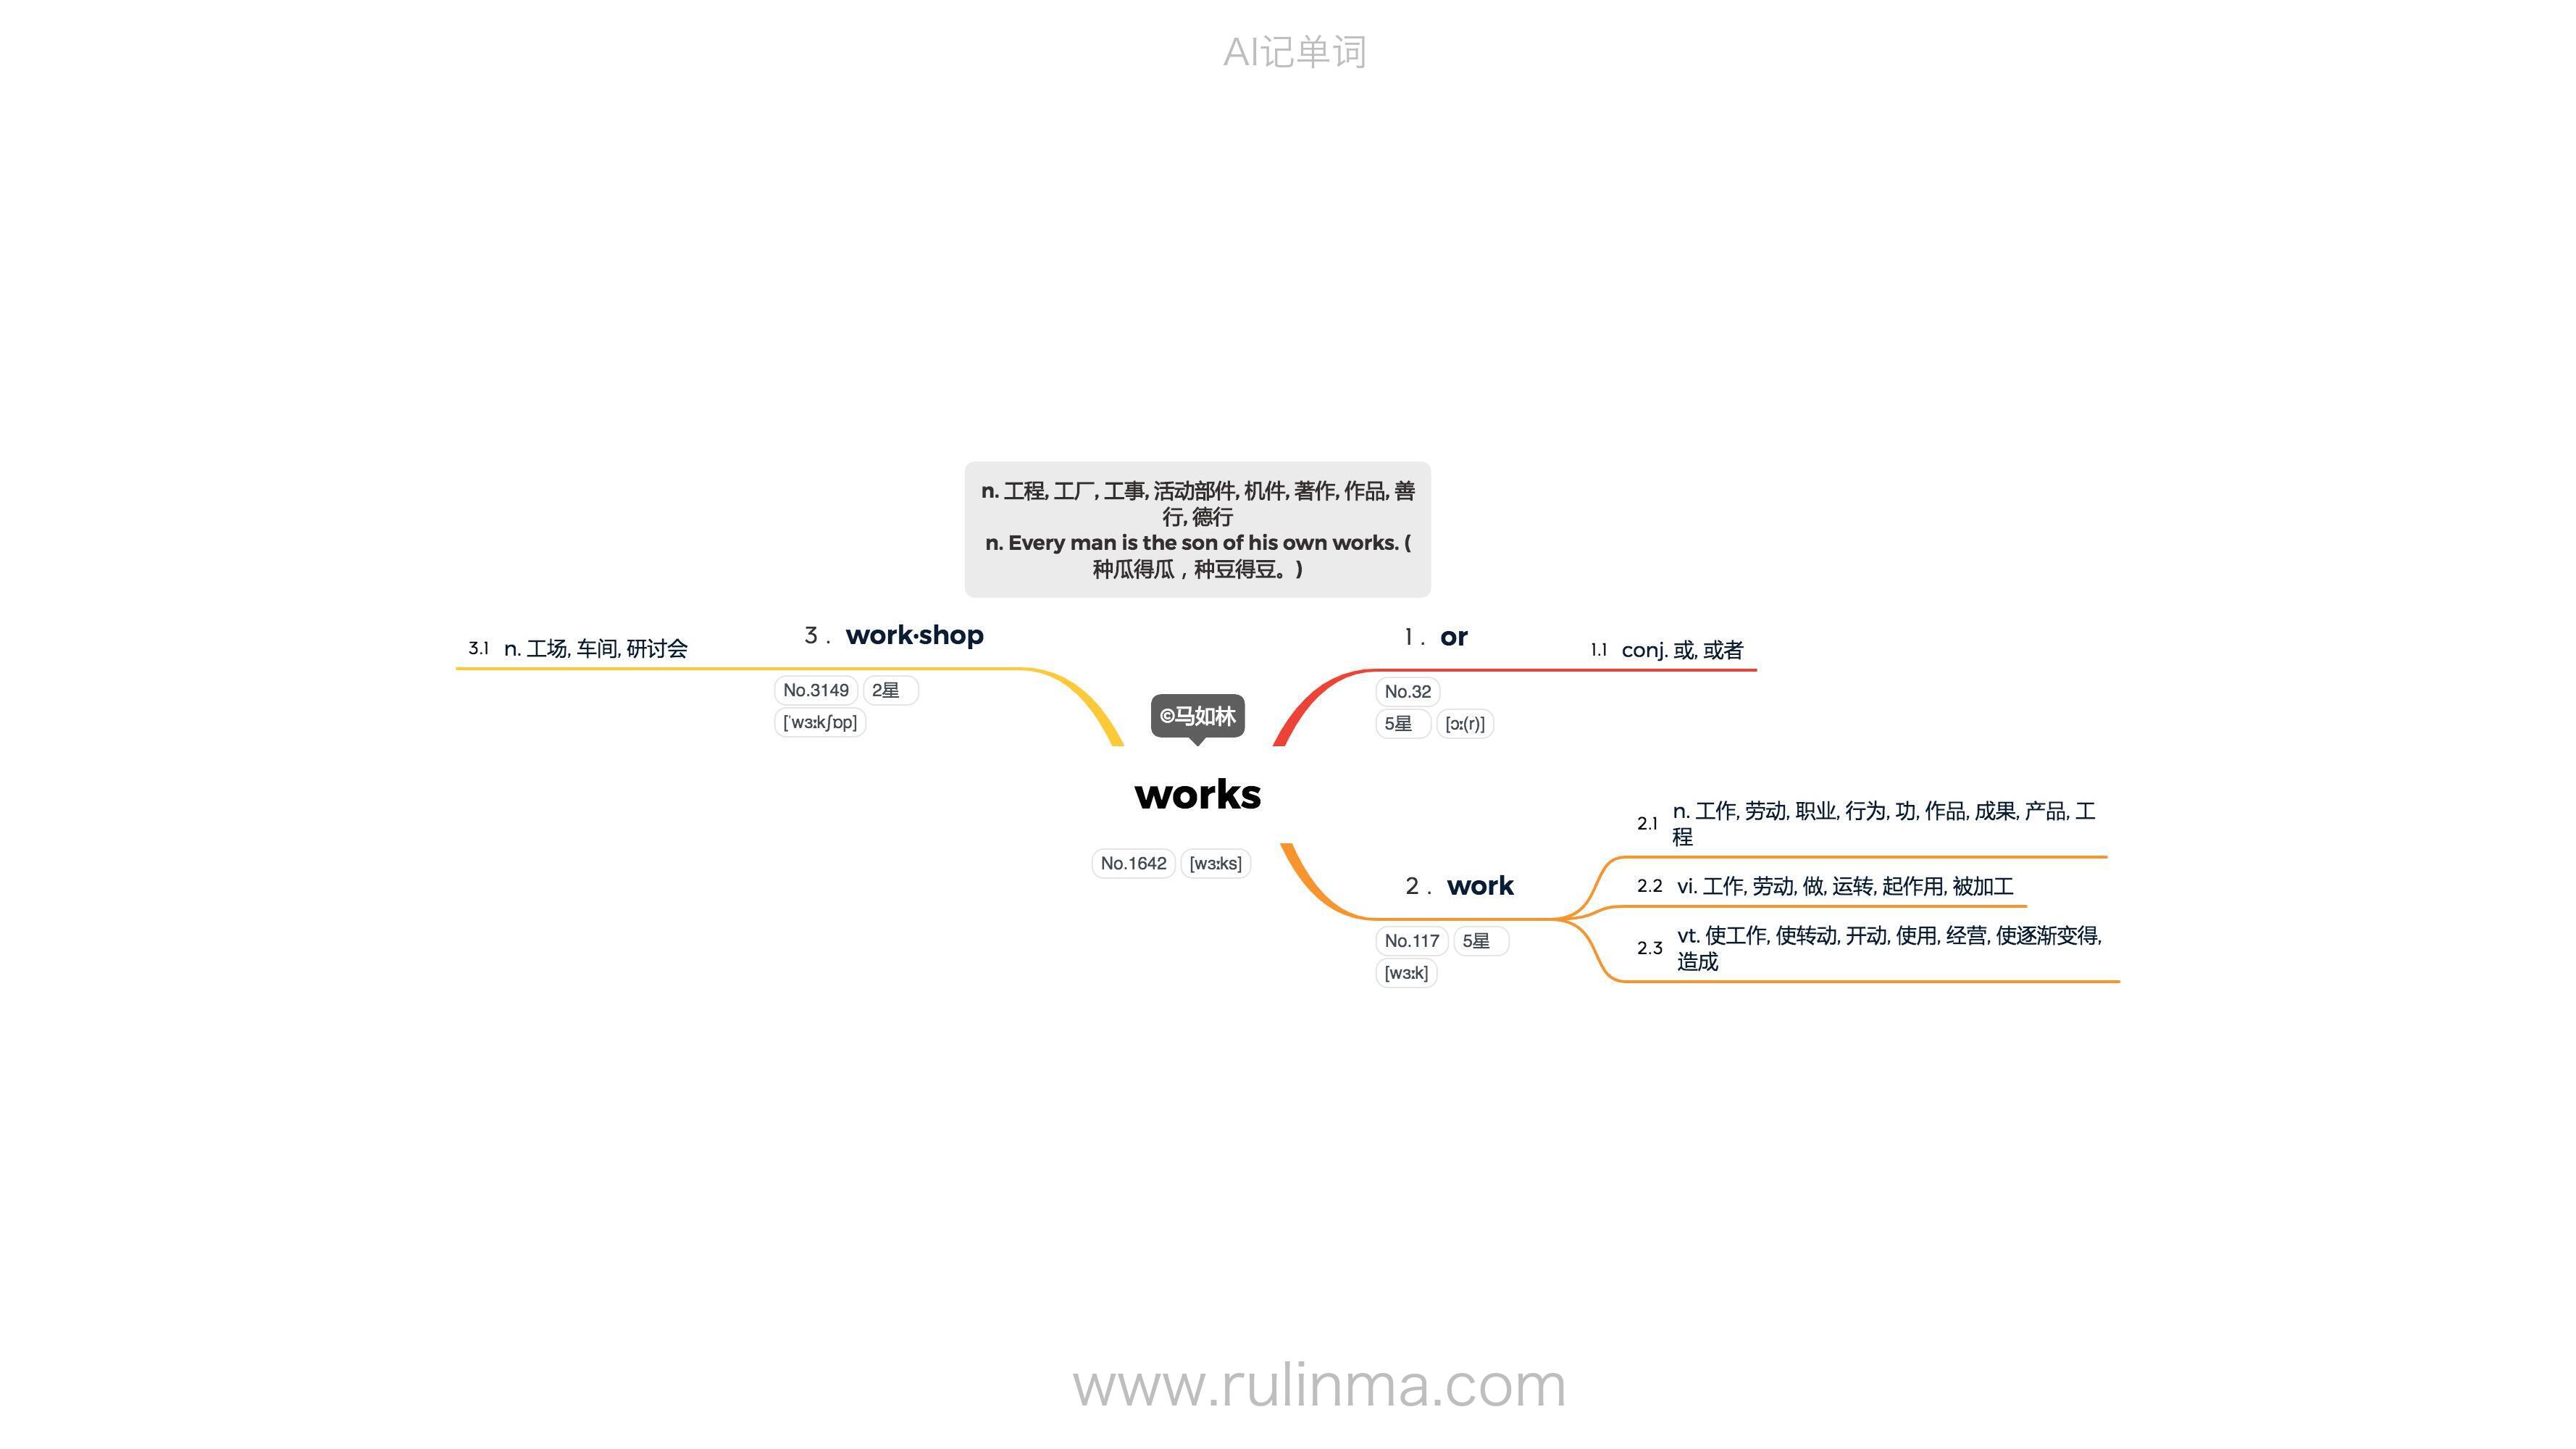 AI记单词
n. 工程, 工厂, 工事, 活动部件, 机件, 著作, 作品, 善
行, 德行
n. Every man is the son of his own works. (
种瓜得瓜，种豆得豆。)
©马如林
works
No.1642 [wɜːks]
1. or
No.32
5星 [ɔː(r)]
1.1 conj. 或, 或者
2. work
No.117 5星
[wɜːk]
2.1 n. 工作, 劳动, 职业, 行为, 功, 作品, 成果, 产品, 工
程
2.2 vi. 工作, 劳动, 做, 运转, 起作用, 被加工
2.3 vt. 使工作, 使转动, 开动, 使用, 经营, 使逐渐变得,
造成
3. work·shop
No.3149 2星
[ˈwɜːkʃɒp]
3.1 n. 工场, 车间, 研讨会
www.rulinma.com